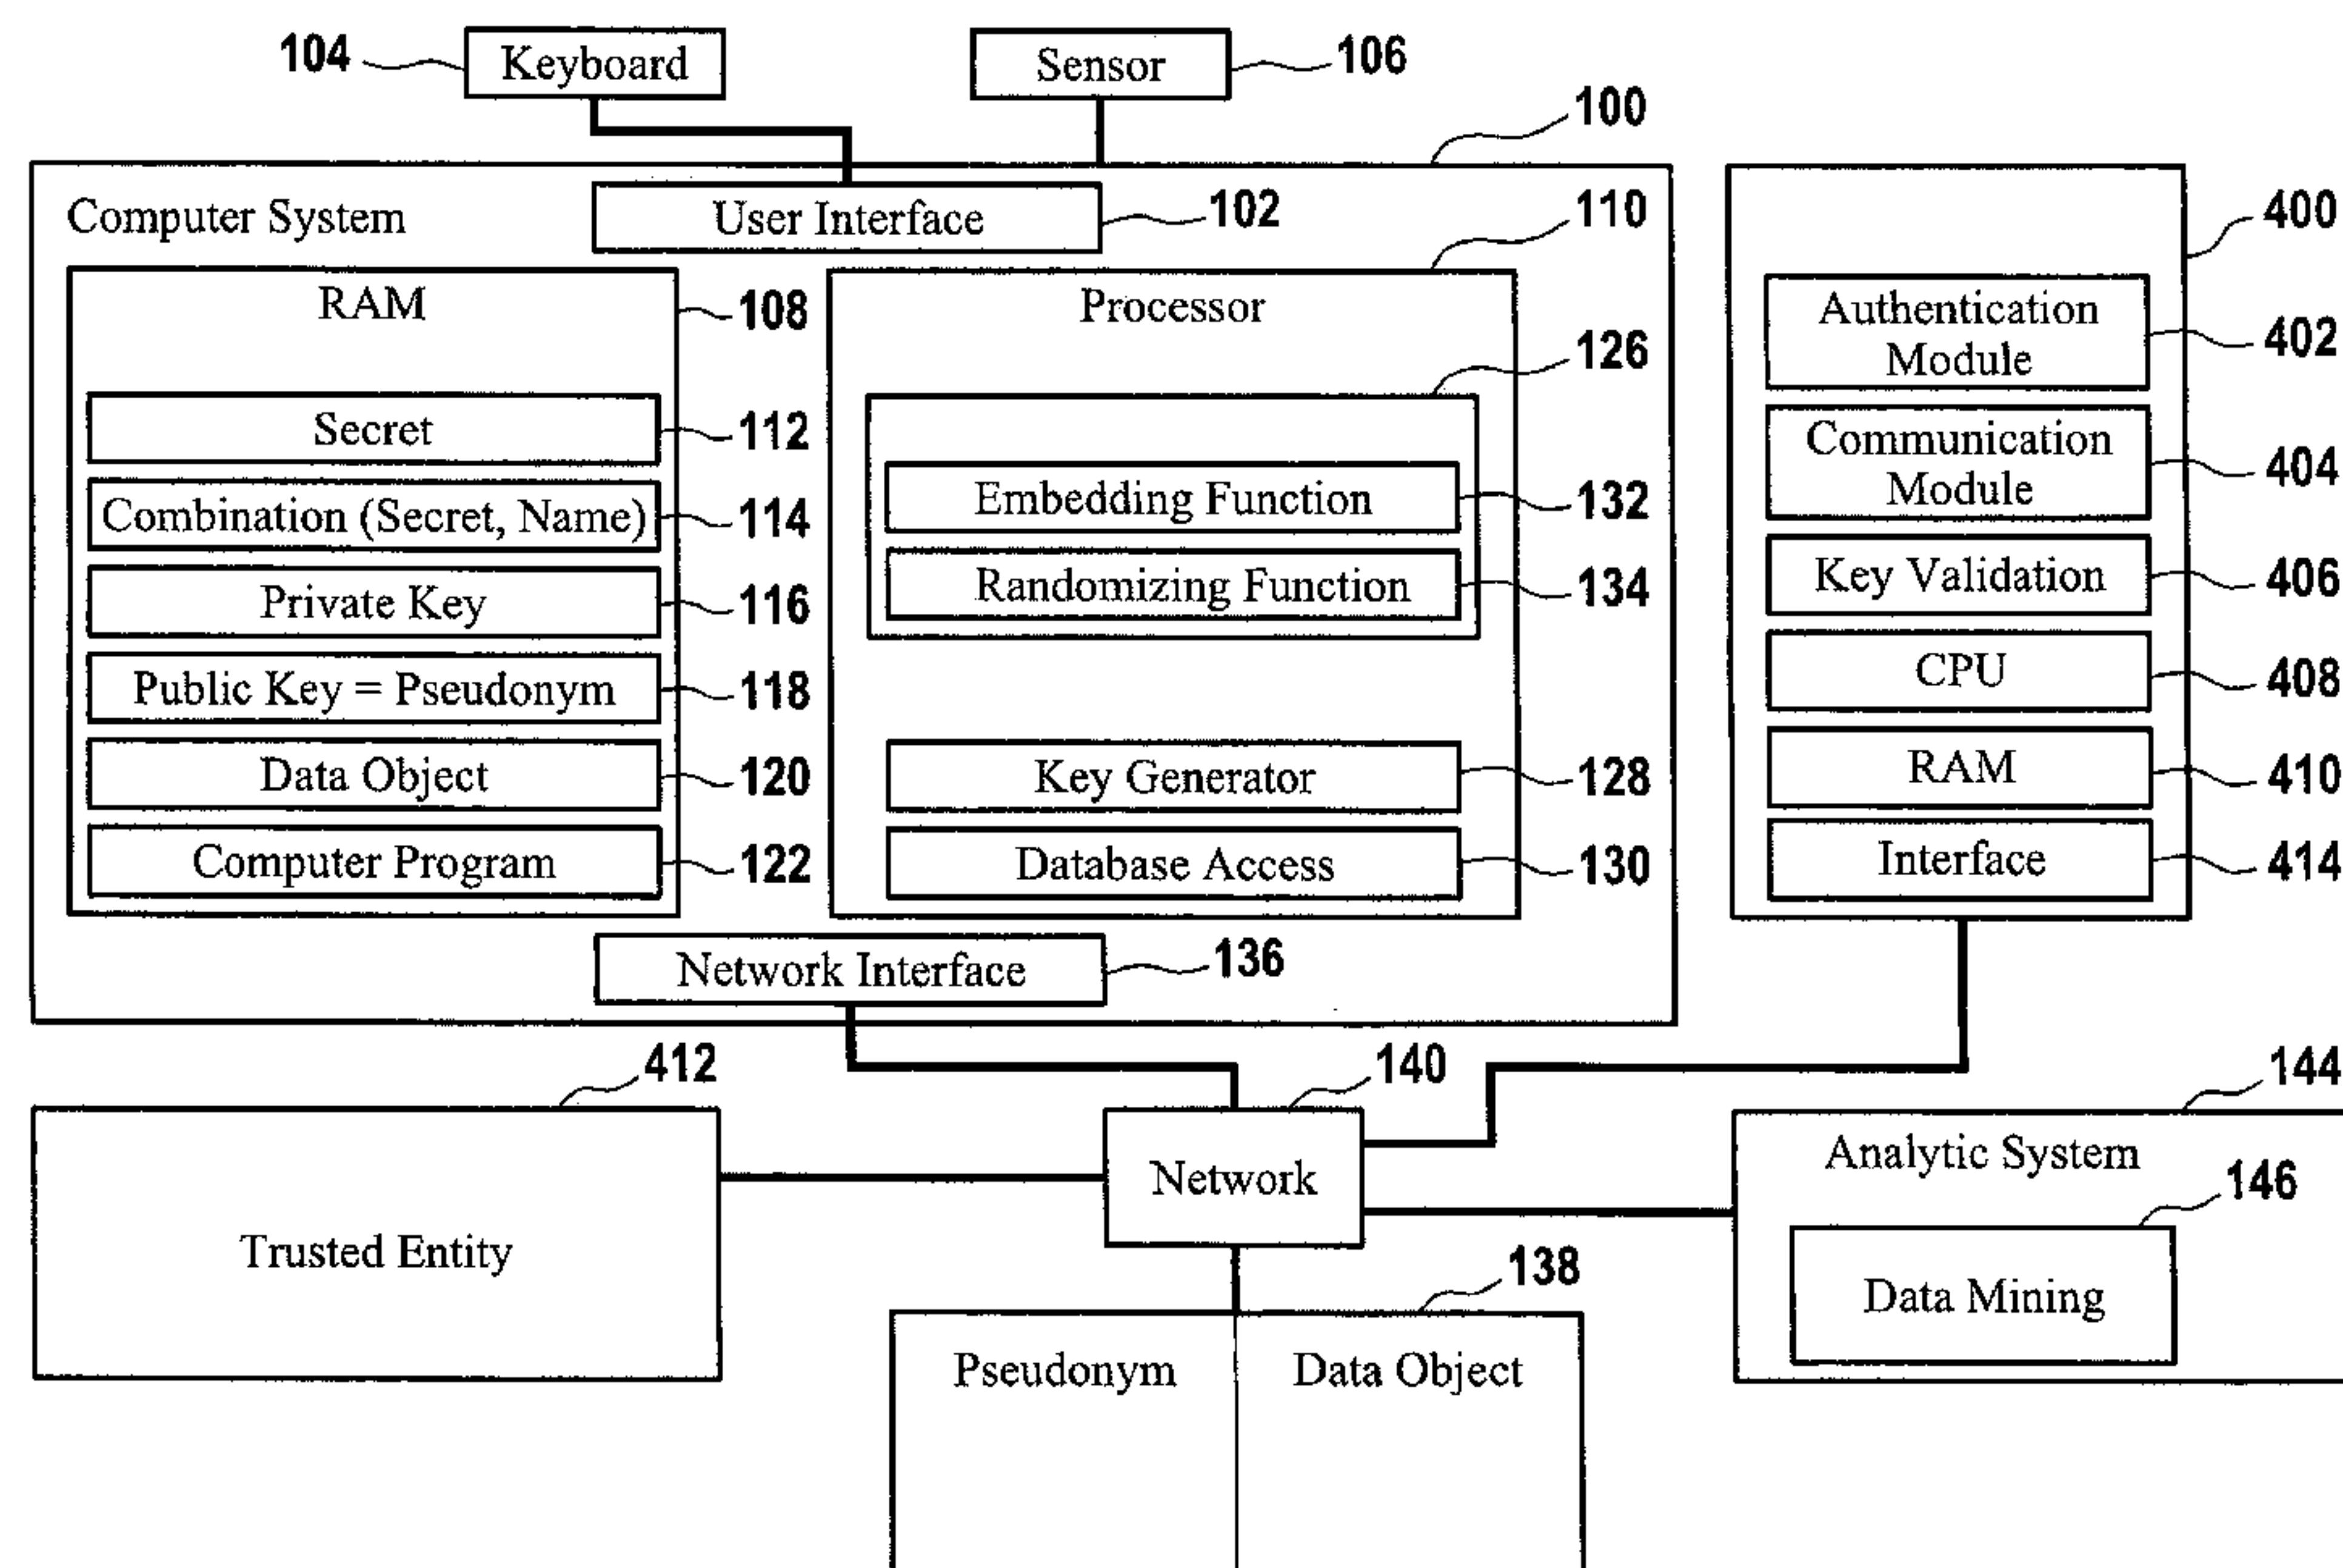 104 Keyboard
Sensor 106
100
Computer System
User Interface 102
110
RAM
108
Secret 112
Combination (Secret, Name) 114
Private Key 116
Public Key = Pseudonym 118
Data Object 120
Computer Program 122
Processor
126
Embedding Function 132
Randomizing Function 134
Key Generator 128
Database Access 130
Network Interface 136
400
Authentication
Module
402
Communication
Module
404
Key Validation 406
CPU 408
RAM 410
Interface 414
412
Trusted Entity
140
Network
144
Analytic System
146
Data Mining
138
Pseudonym
Data Object